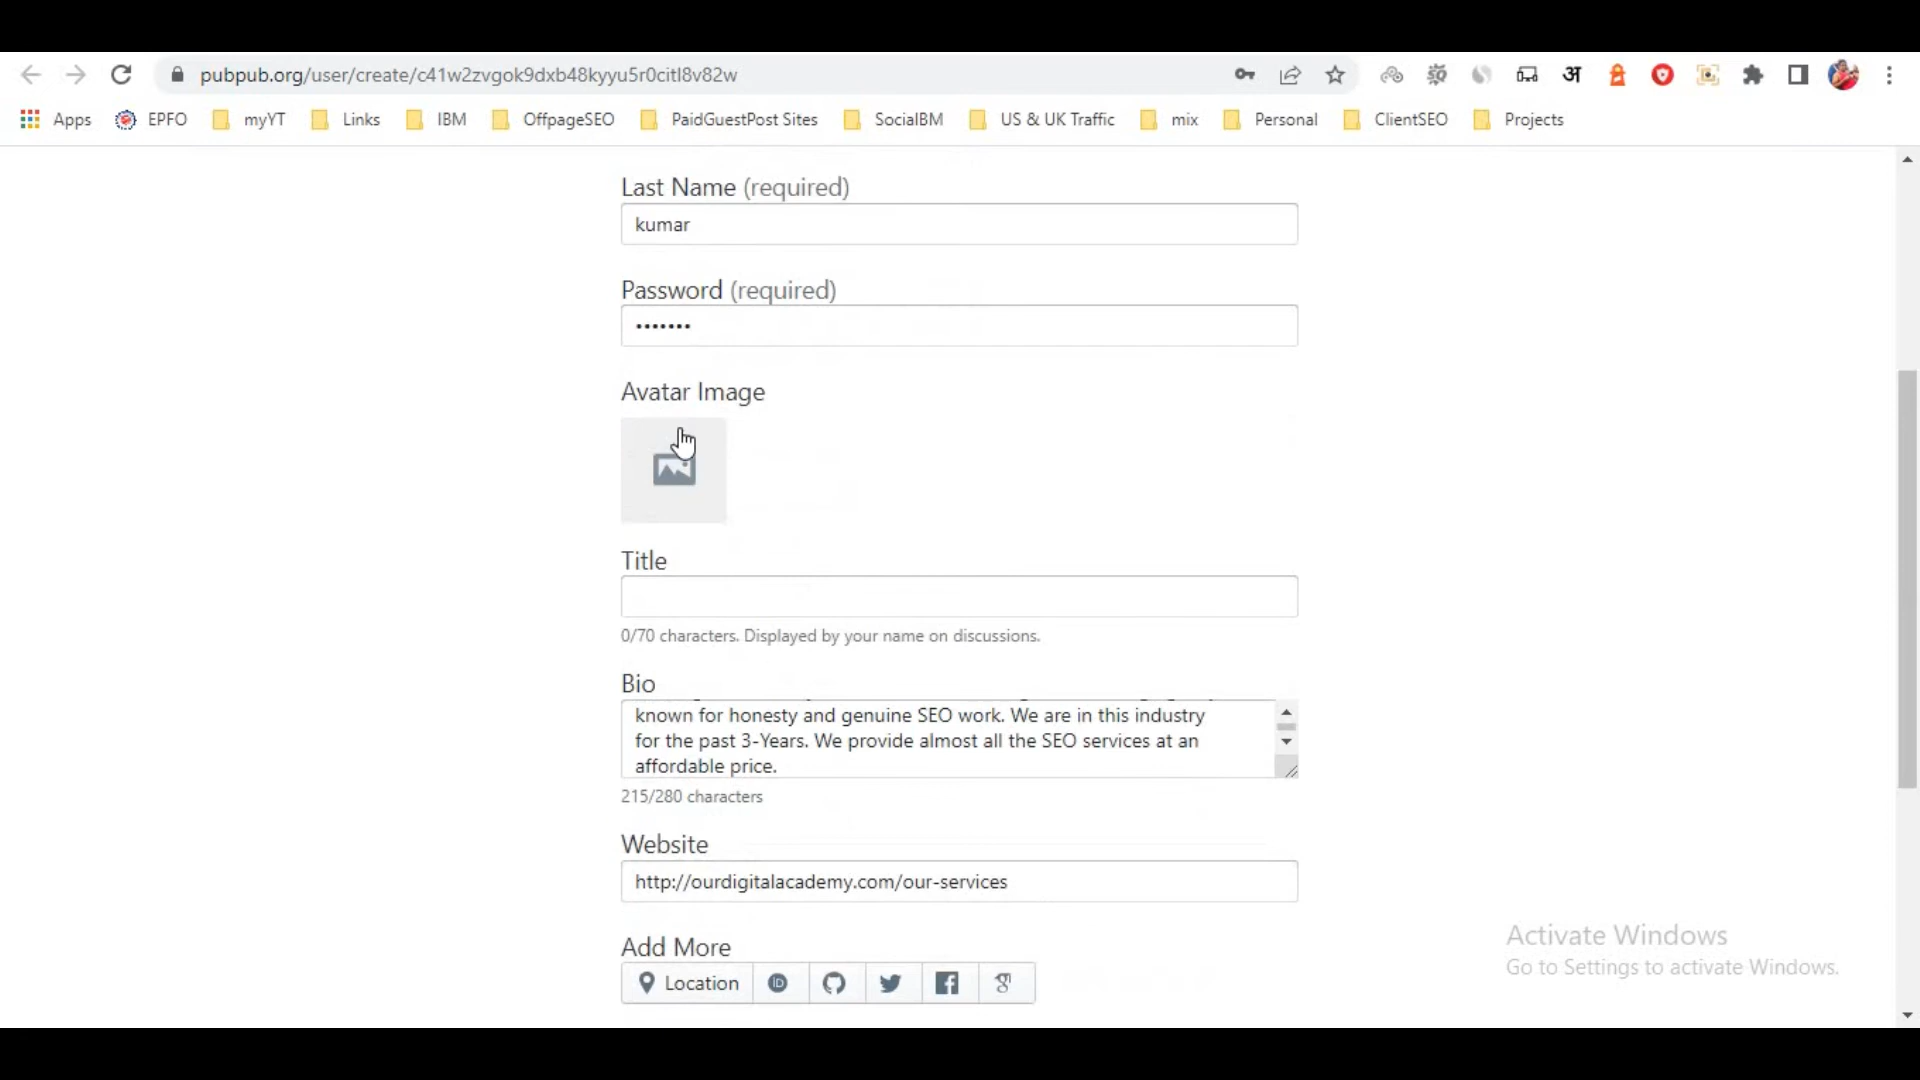 pubpub.org/user/create/c41w2zvgok9dxb48kyyu5r0citl8v82w
अ
Apps EPFO myYT Links IBM OffpageSEO PaidGuestPost Sites SocialBM US & UK Traffic mix Personal ClientSEO Projects
Last Name (required)
kumar
Password (required)
•••••••
Avatar Image
Title
0/70 characters. Displayed by your name on discussions.
Bio
known for honesty and genuine SEO work. We are in this industry
for the past 3-Years. We provide almost all the SEO services at an
affordable price.
215/280 characters
Website
http://ourdigitalacademy.com/our-services
Add More
Location iD
Activate Windows
Go to Settings to activate Windows.